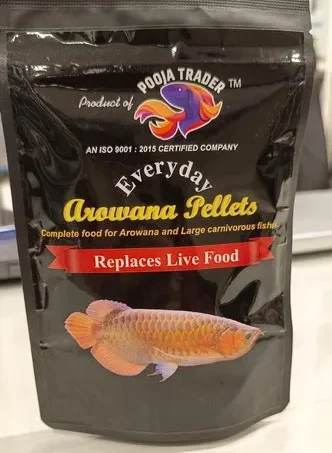 POOJA TRADER TM
Product of
AN ISO 9001 : 2015 CERTIFIED COMPANY
Everyday
Arowana Pellets
Complete food for Arowana and Large carnivorous fishes
Replaces Live Food